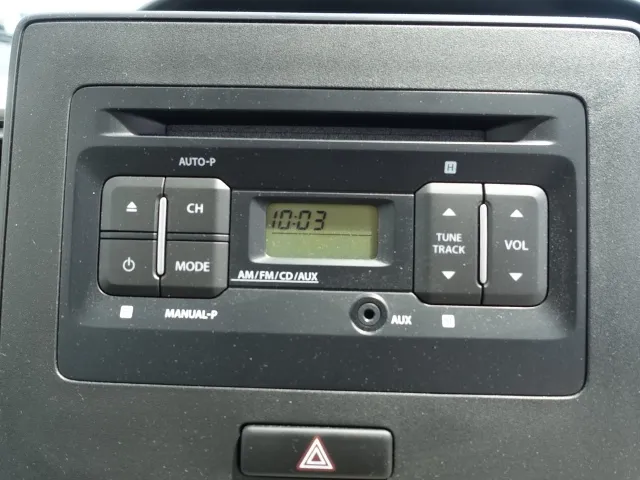 AUTO-P
H
CH
10:03
TUNE
TRACK
VOL
MODE
AM/FM/CD/AUX
MANUAL-P
AUX